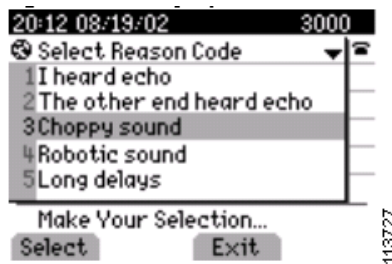 20:12 08/19/02 3000
Select Reason Code
1 I heard echo
2 The other end heard echo
3 Choppy sound
4 Robotic sound
5 Long delays
Make Your Selection...
Select Exit
113727